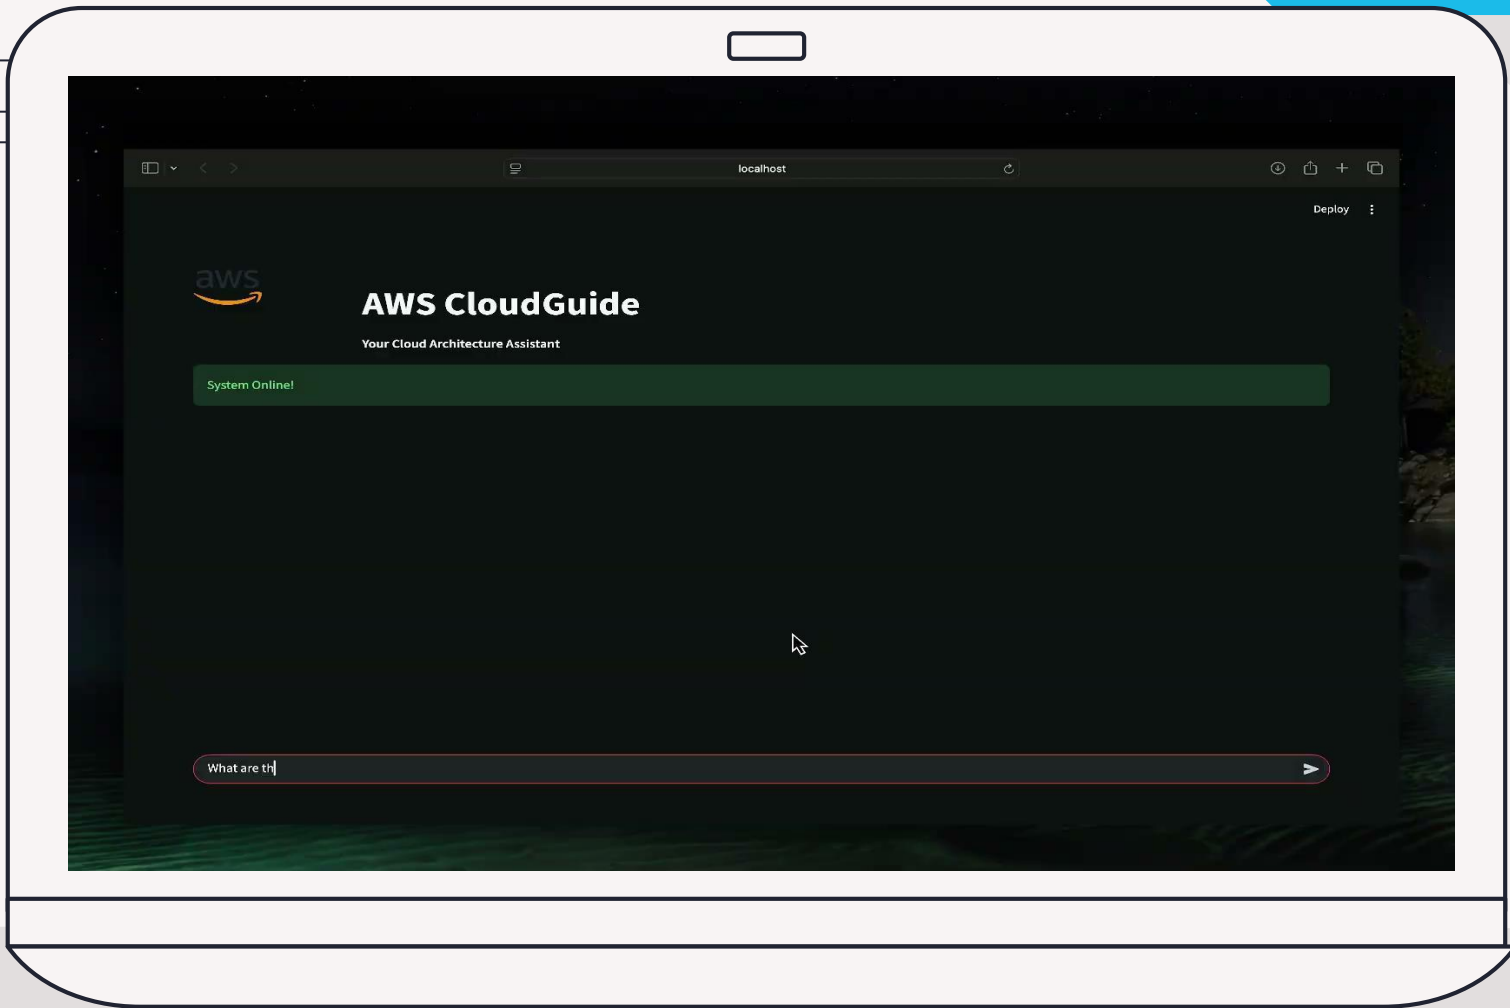 localhost
Deploy
aws
AWS CloudGuide
Your Cloud Architecture Assistant
System Online!
What are th